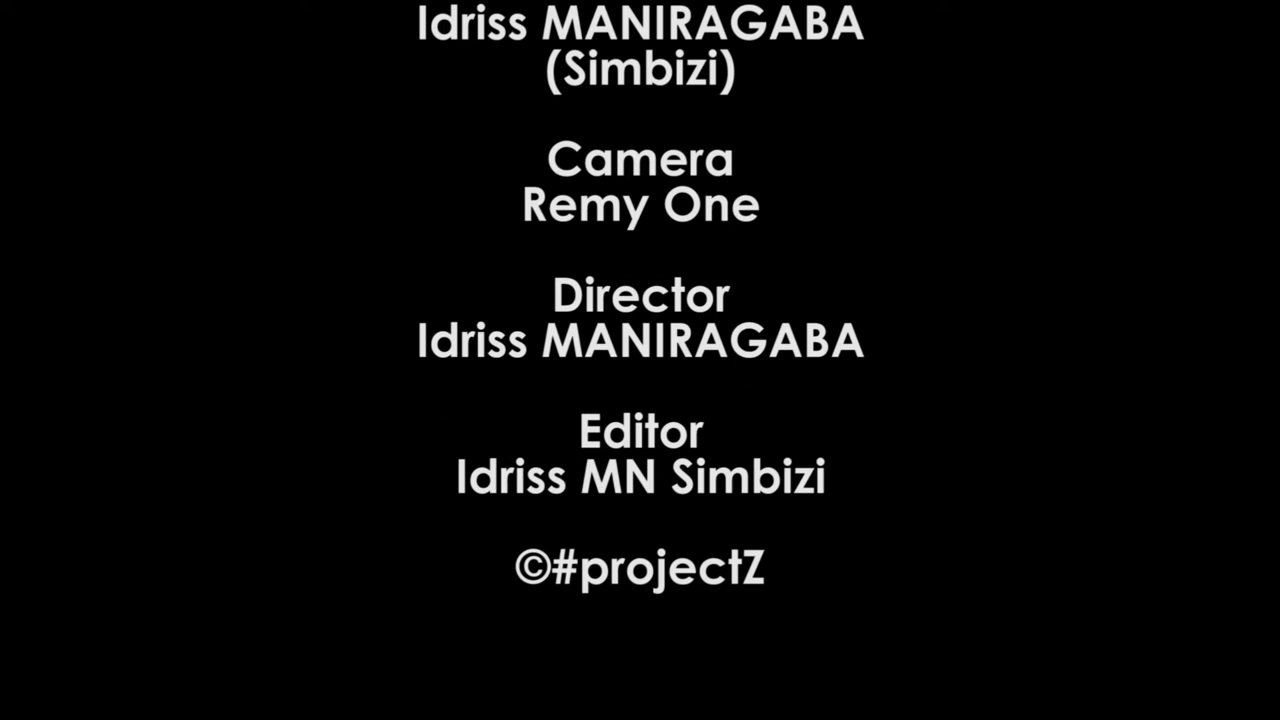 Idriss MANIRAGABA
(Simbizi)
Camera
Remy One
Director
Idriss MANIRAGABA
Editor
Idriss MN Simbizi
©#projectZ